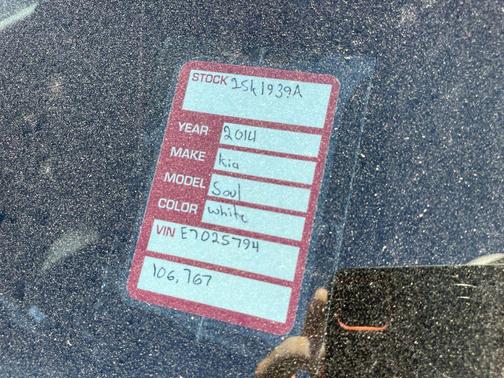 STOCK 25K1939A
YEAR 2014
MAKE Kia
MODEL Soul
COLOR white
VIN E7025794
106,767